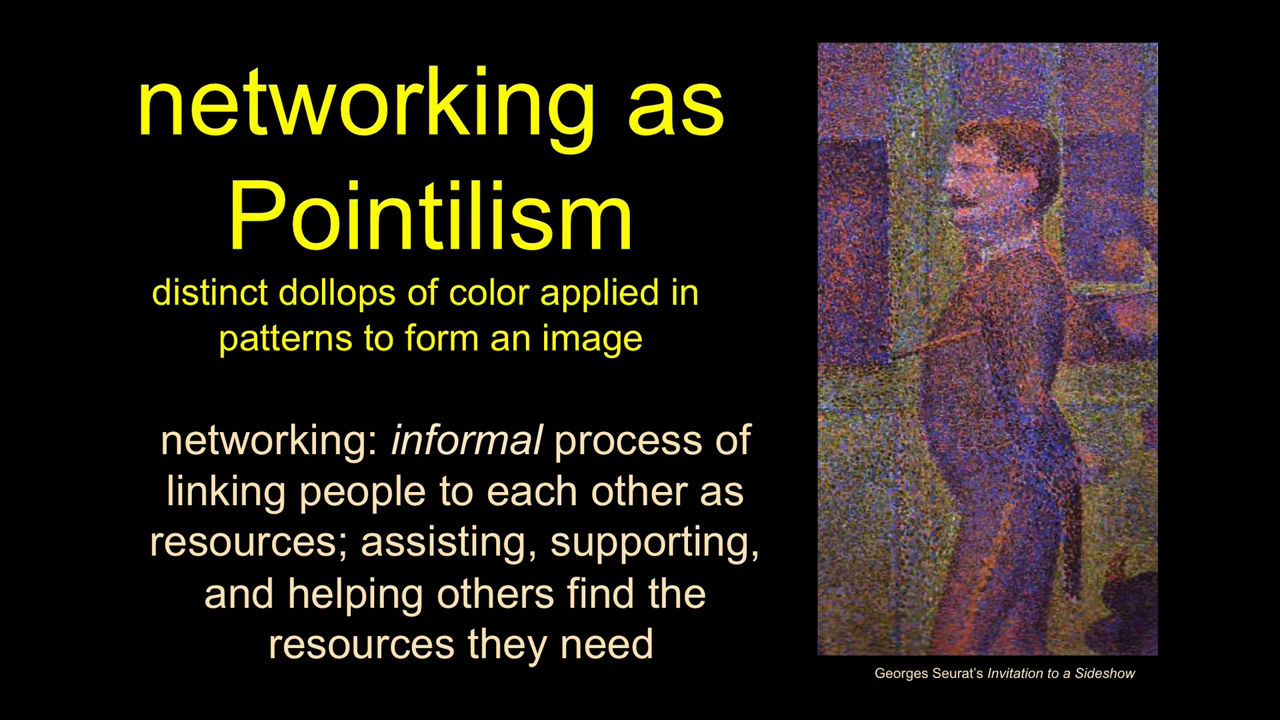 networking as
Pointilism
distinct dollops of color applied in
patterns to form an image
networking: informal process of
linking people to each other as
resources; assisting, supporting,
and helping others find the
resources they need
Georges Seurat's Invitation to a Sideshow